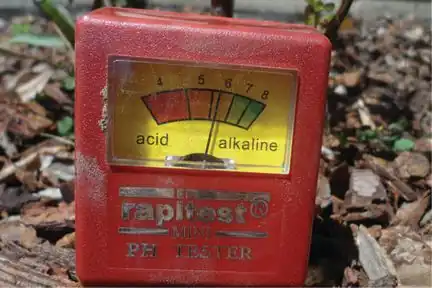 4 5 6 7 8
acid alkaline
rapitest®
MINI
PH TESTER